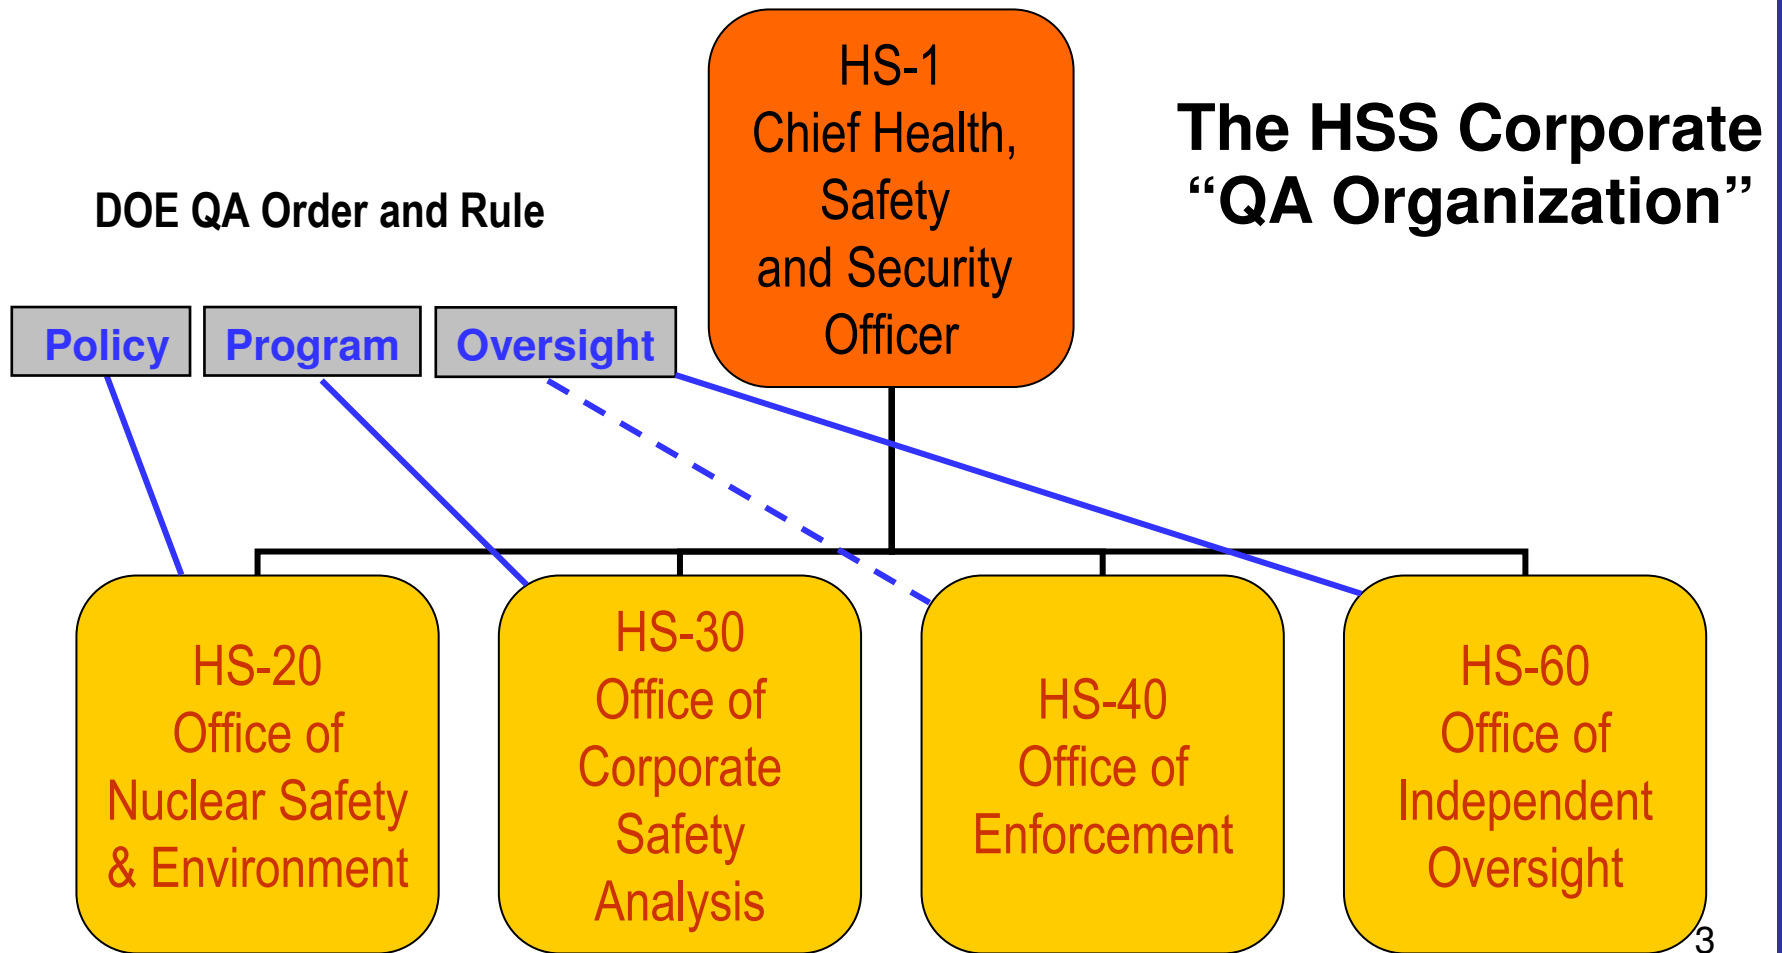 HS-1
Chief Health,
Safety
and Security
Officer
The HSS Corporate
“QA Organization”
DOE QA Order and Rule
Policy
Program
Oversight
HS-20
Office of
Nuclear Safety
& Environment
HS-30
Office of
Corporate
Safety
Analysis
HS-40
Office of
Enforcement
HS-60
Office of
Independent
Oversight
3